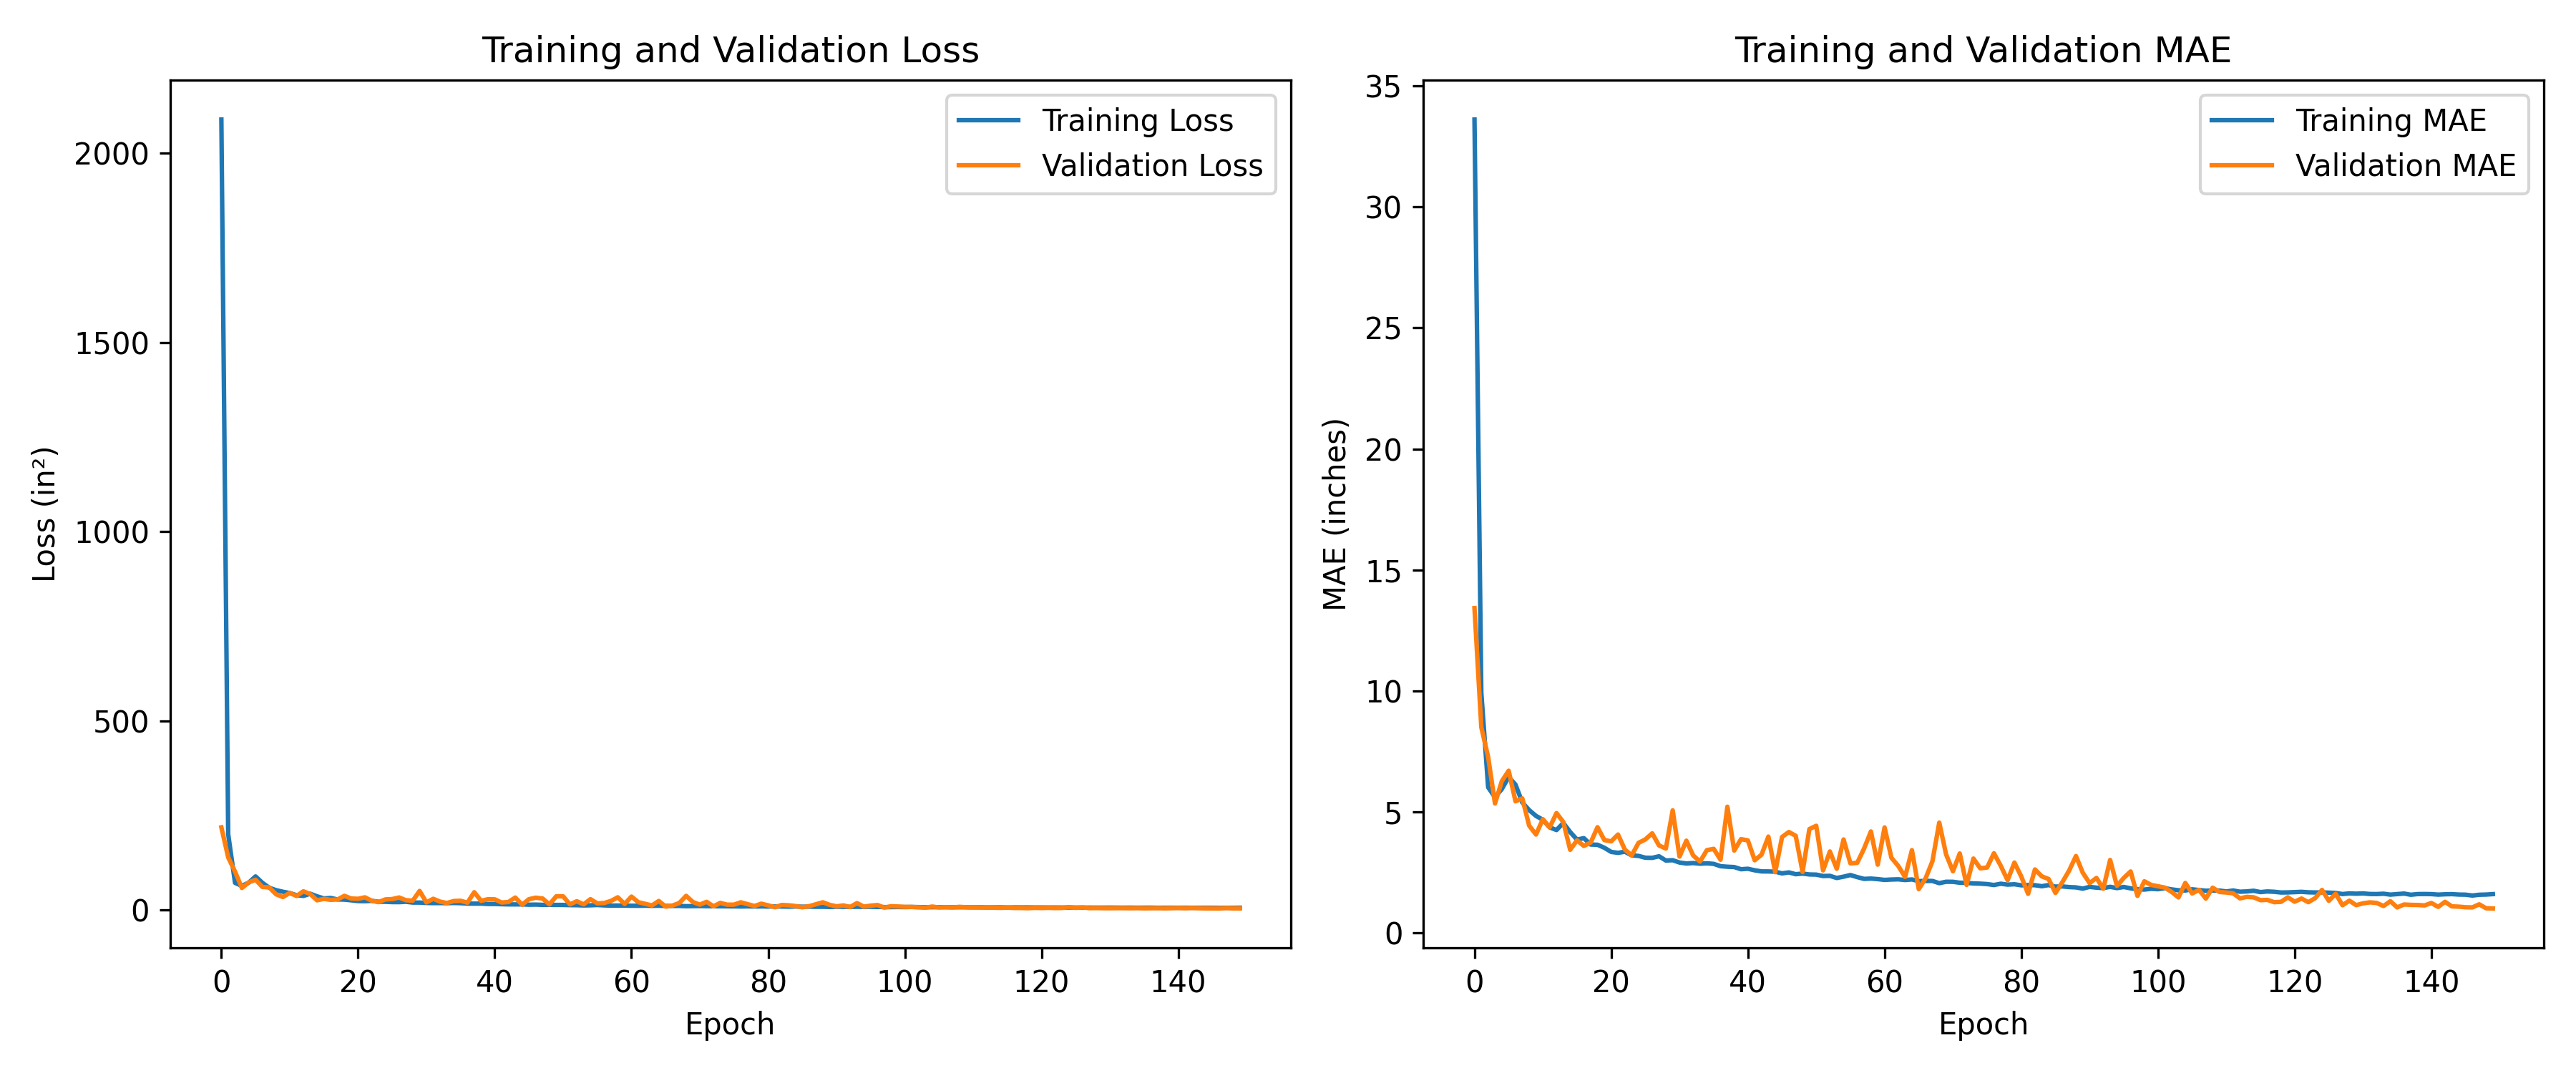 Training and Validation Loss
Training Loss
Validation Loss
2000
1500
1000
500
0
Loss (in²)
0 20 40 60 80 100 120 140
Epoch
Training and Validation MAE
Training MAE
Validation MAE
35
30
25
20
15
10
5
0
MAE (inches)
0 20 40 60 80 100 120 140
Epoch